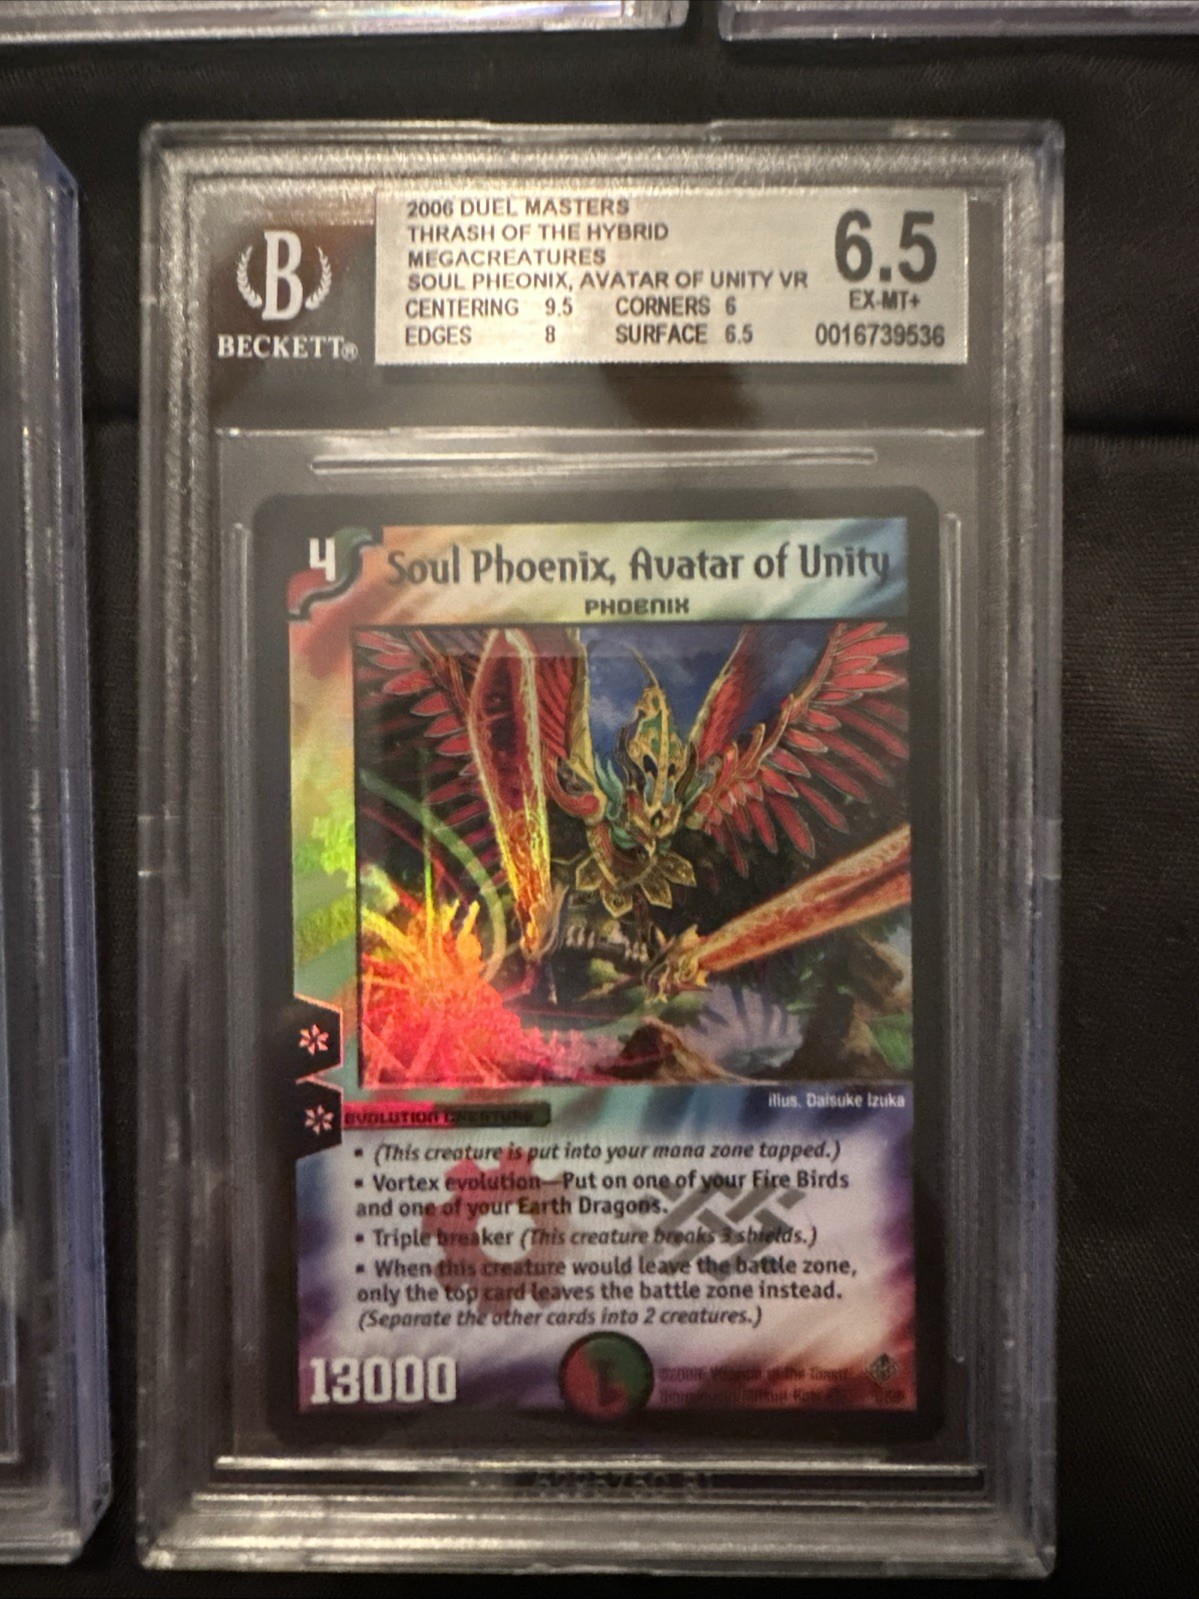 2006 DUEL MASTERS
THRASH OF THE HYBRID
MEGACREATURES
SOUL PHEONIX, AVATAR OF UNITY VR
CENTERING 9.5 CORNERS 6
EDGES 8 SURFACE 6.5
6.5
EX-MT+
0016739536
B
BECKETT®
4
Soul Phoenix, Avatar of Unity
PHOENIX
illus. Daisuke Izuka
EVOLUTION CREATURE
▪ (This creature is put into your mana zone tapped.)
▪ Vortex evolution—Put on one of your Fire Birds
and one of your Earth Dragons.
▪ Triple breaker (This creature breaks 3 shields.)
▪ When this creature would leave the battle zone,
only the top card leaves the battle zone instead.
(Separate the other cards into 2 creatures.)
13000
1